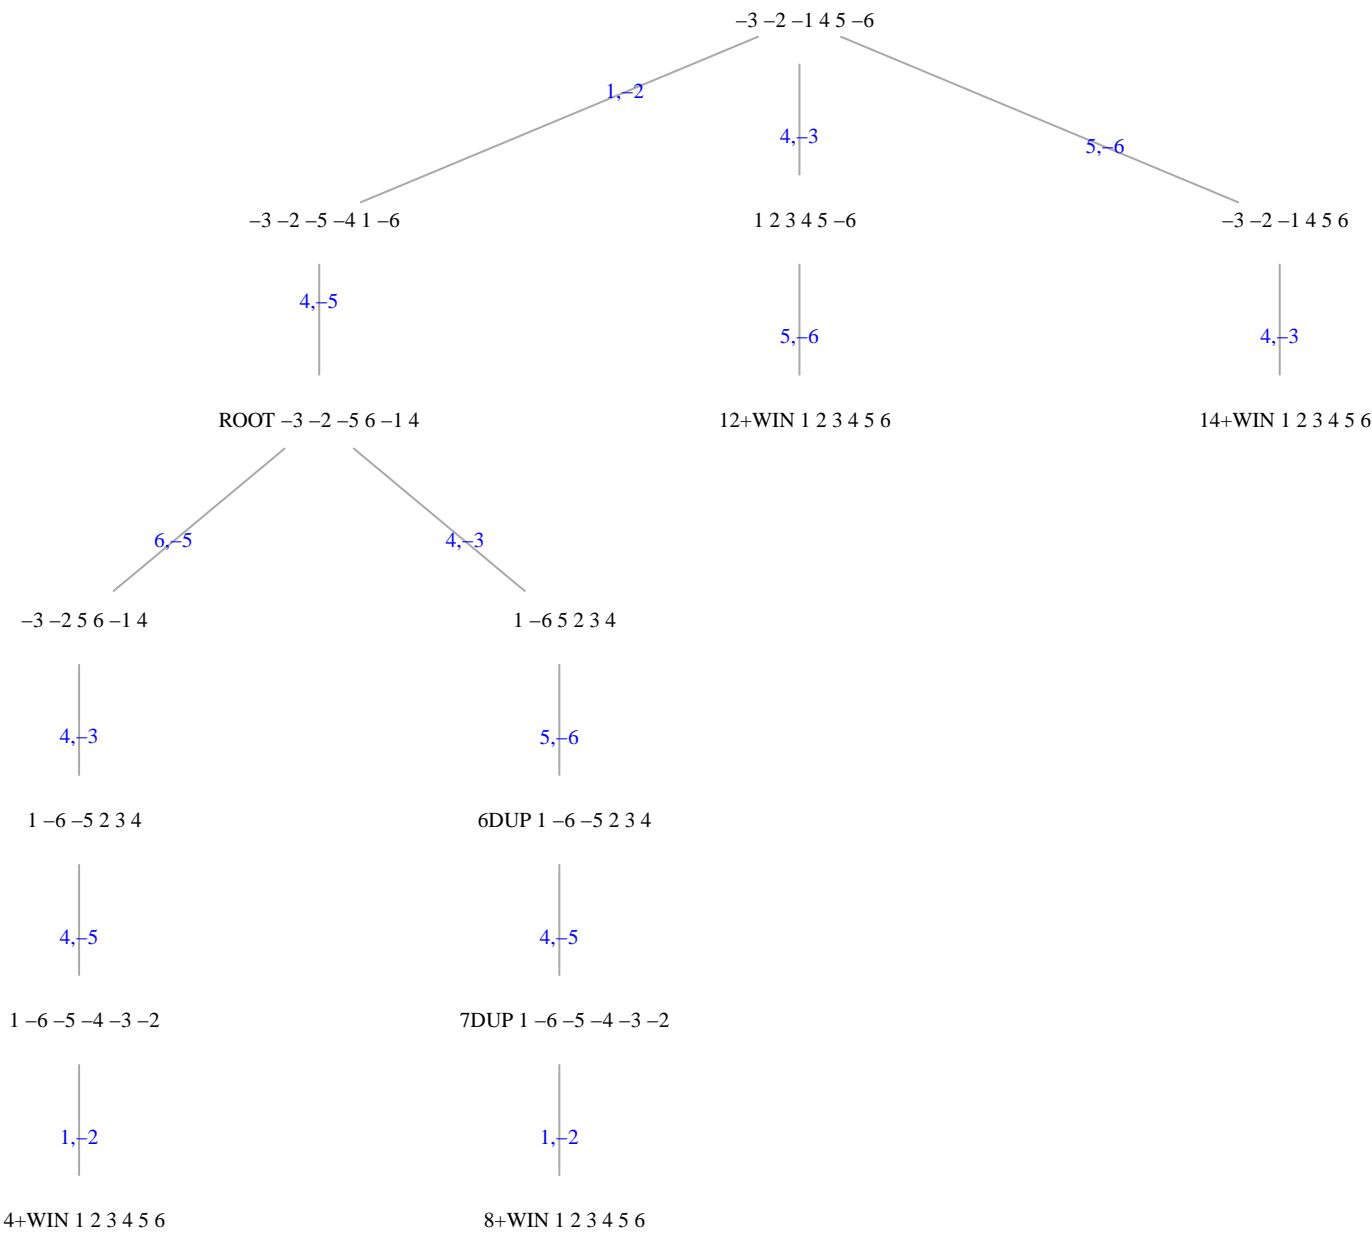 −3 −2 −1 4 5 −6
1,−2
4,−3
5,−6
−3 −2 −5 −4 1 −6
1 2 3 4 5 −6
−3 −2 −1 4 5 6
4,−5
5,−6
4,−3
ROOT −3 −2 −5 6 −1 4
12+WIN 1 2 3 4 5 6
14+WIN 1 2 3 4 5 6
6,−5
4,−3
−3 −2 5 6 −1 4
1 −6 5 2 3 4
4,−3
5,−6
1 −6 −5 2 3 4
6DUP 1 −6 −5 2 3 4
4,−5
4,−5
1 −6 −5 −4 −3 −2
7DUP 1 −6 −5 −4 −3 −2
1,−2
1,−2
4+WIN 1 2 3 4 5 6
8+WIN 1 2 3 4 5 6